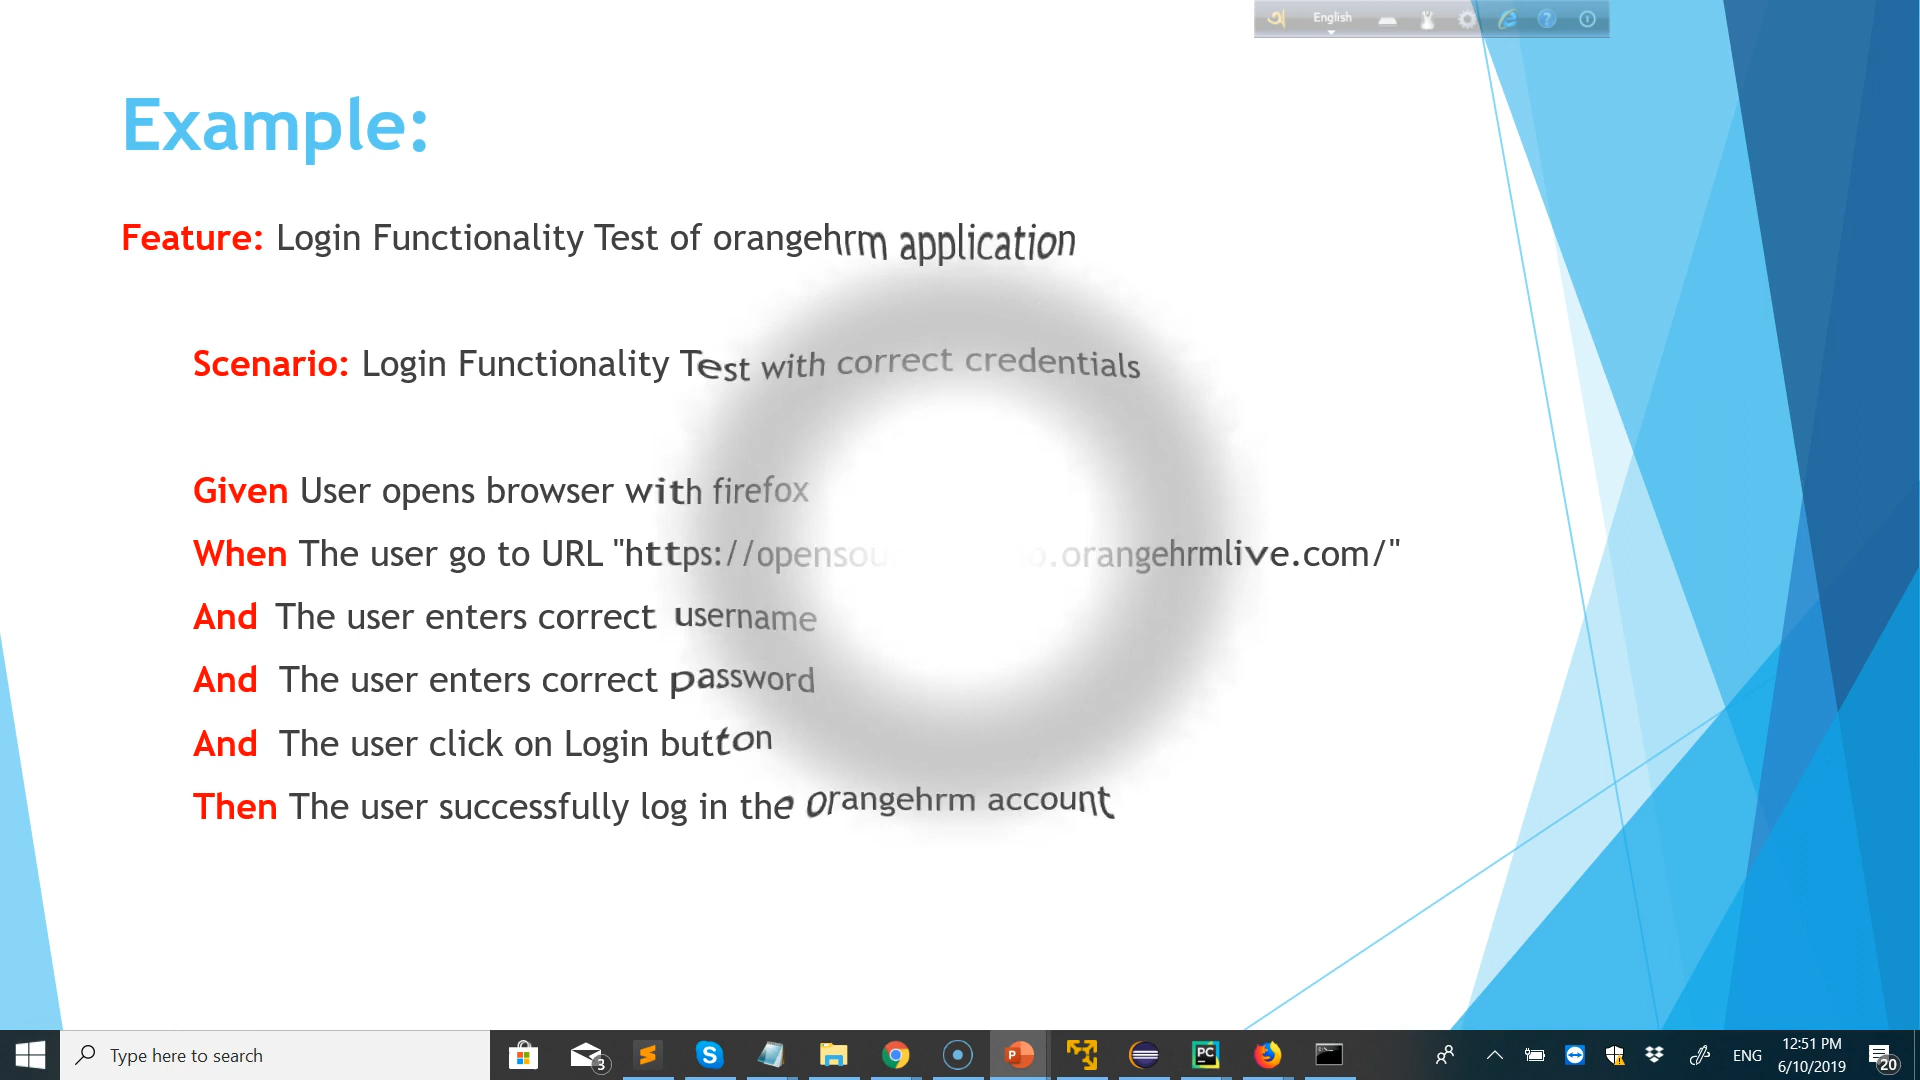 English
Example:
Feature: Login Functionality Test of orangehrm application
Scenario: Login Functionality Test with correct credentials
Given User opens browser with firefox
When The user go to URL "https://opensou o.orangehrmlive.com/"
And The user enters correct username
And The user enters correct password
And The user click on Login button
Then The user successfully log in the orangehrm account
Type here to search
3
P
PC
ENG
12:51 PM
6/10/2019
20